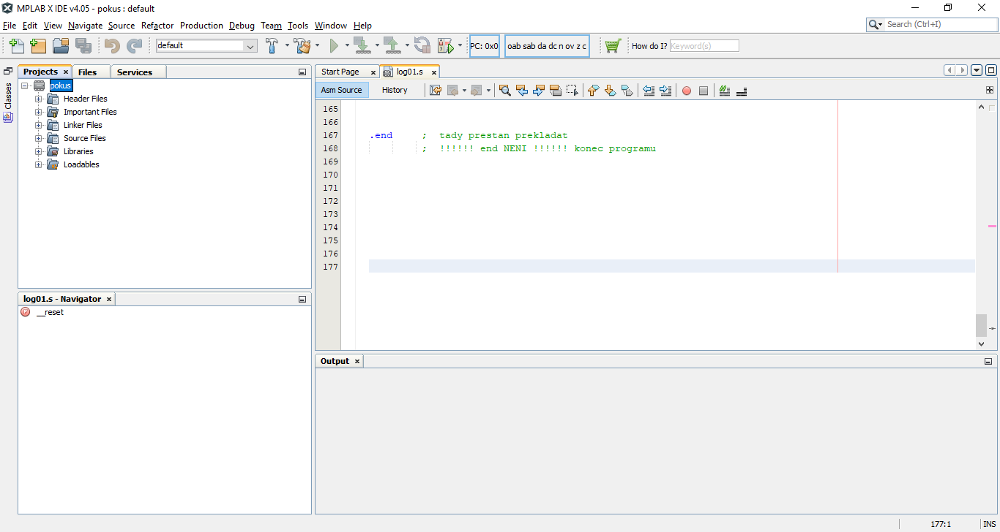 MPLAB X IDE v4.05 - pokus : default
File Edit View Navigate Source Refactor Production Debug Team Tools Window Help
Search (Ctrl+I)
default
PC: 0x0
oab sab da dc n ov z c
How do I?
Keyword(s)
Classes
Projects × Files Services
pokus
Header Files
Important Files
Linker Files
Source Files
Libraries
Loadables
log01.s - Navigator ×
__reset
Start Page × log01.s ×
Asm Source History
165
166
167 .end ; tady prestan prekladat
168 ; !!!!!! end NENI !!!!!! konec programu
169
170
171
172
173
174
175
176
177
Output ×
177:1 INS